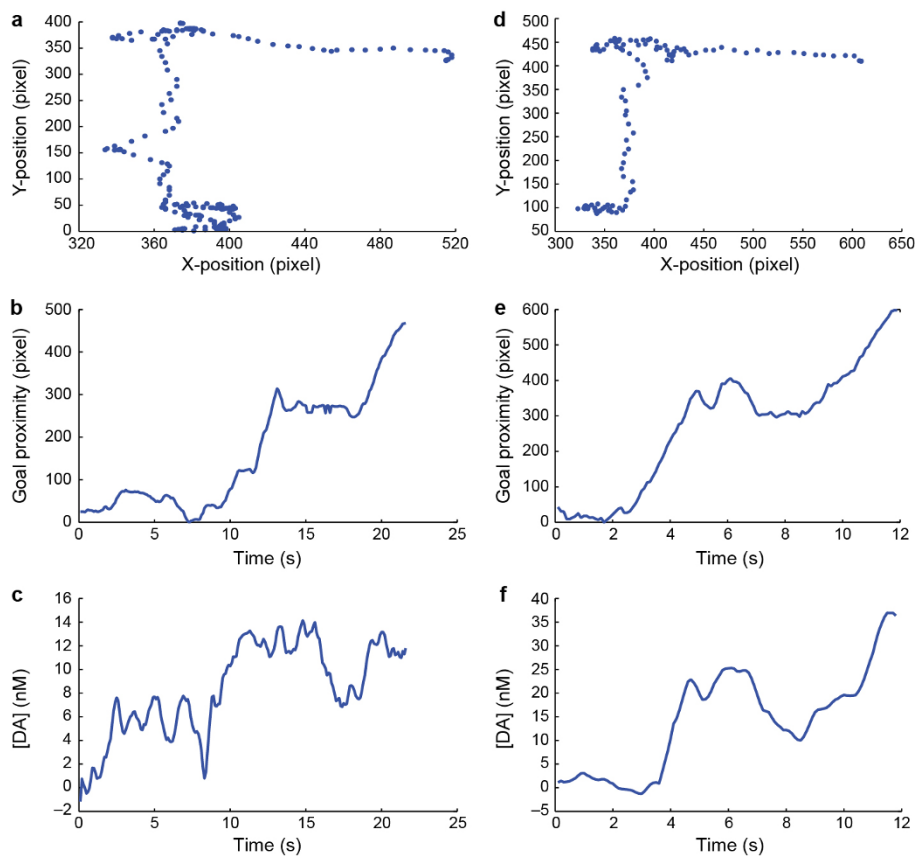 a
Y-position (pixel)
400
350
300
250
200
150
100
50
0
320 360 400 440 480 520
X-position (pixel)
d
Y-position (pixel)
500
450
400
350
300
250
200
150
100
50
300 350 400 450 500 550 600 650
X-position (pixel)
b
Goal proximity (pixel)
500
400
300
200
100
0
0 5 10 15 20 25
Time (s)
e
Goal proximity (pixel)
600
500
400
300
200
100
0
0 2 4 6 8 10 12
Time (s)
c
[DA] (nM)
16
14
12
10
8
6
4
2
0
–2
0 5 10 15 20 25
Time (s)
f
[DA] (nM)
40
35
30
25
20
15
10
5
0
–5
0 2 4 6 8 10 12
Time (s)